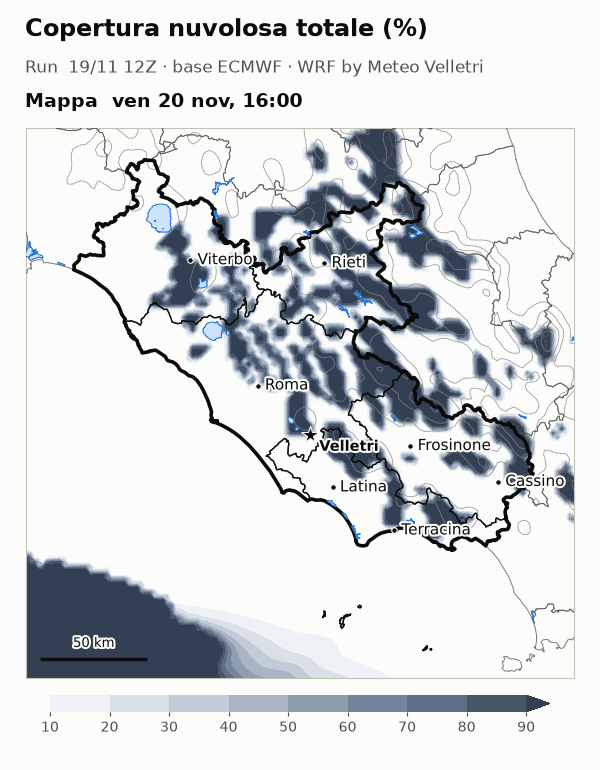 Copertura nuvolosa totale (%)
Run  19/11 12Z · base ECMWF · WRF by Meteo Velletri
Mappa  ven 20 nov, 16:00
Viterbo
Rieti
Roma
Velletri
Frosinone
Latina
Cassino
Terracina
50 km
10 20 30 40 50 60 70 80 90